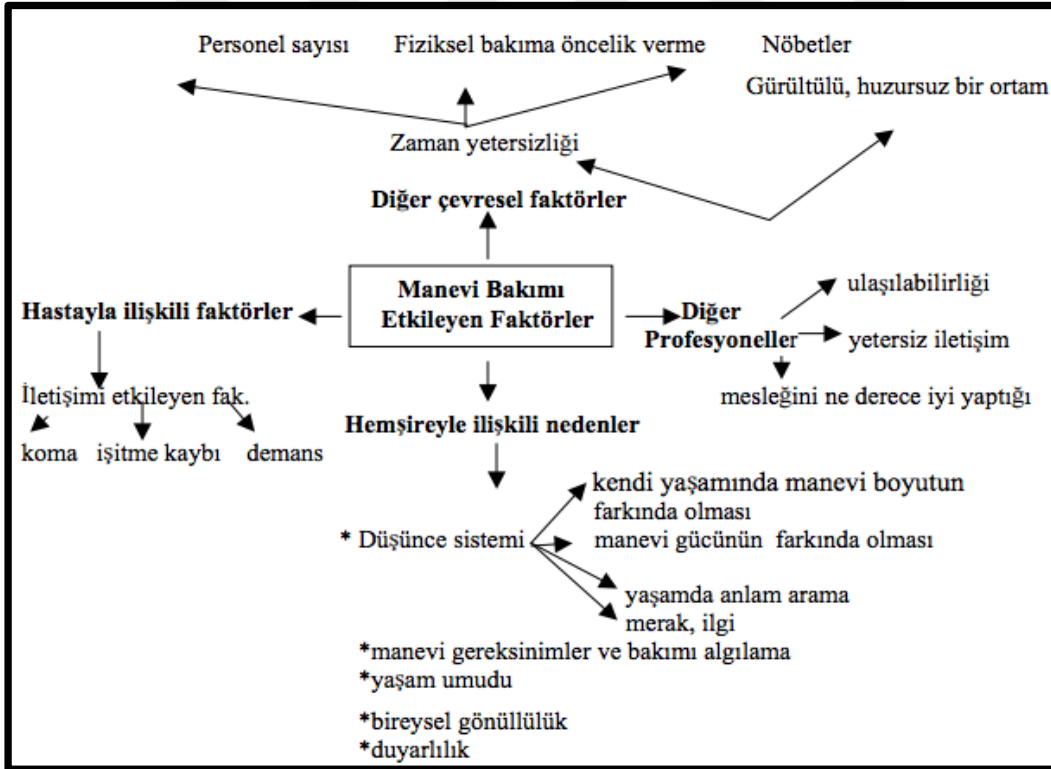 Personel sayısı Fiziksel bakıma öncelik verme Nöbetler
Gürültülü, huzursuz bir ortam
Zaman yetersizliği
Diğer çevresel faktörler
Manevi Bakımı
Etkileyen Faktörler
Hastayla ilişkili faktörler
İletişimi etkileyen fak.
koma işitme kaybı demans
Diğer
Profesyoneller
ulaşılabilirliği
yetersiz iletişim
mesleğini ne derece iyi yaptığı
Hemşireyle ilişkili nedenler
* Düşünce sistemi
kendi yaşamında manevi boyutun
farkında olması
manevi gücünün farkında olması
yaşamda anlam arama
merak, ilgi
*manevi gereksinimler ve bakımı algılama
*yaşam umudu
*bireysel gönüllülük
*duyarlılık